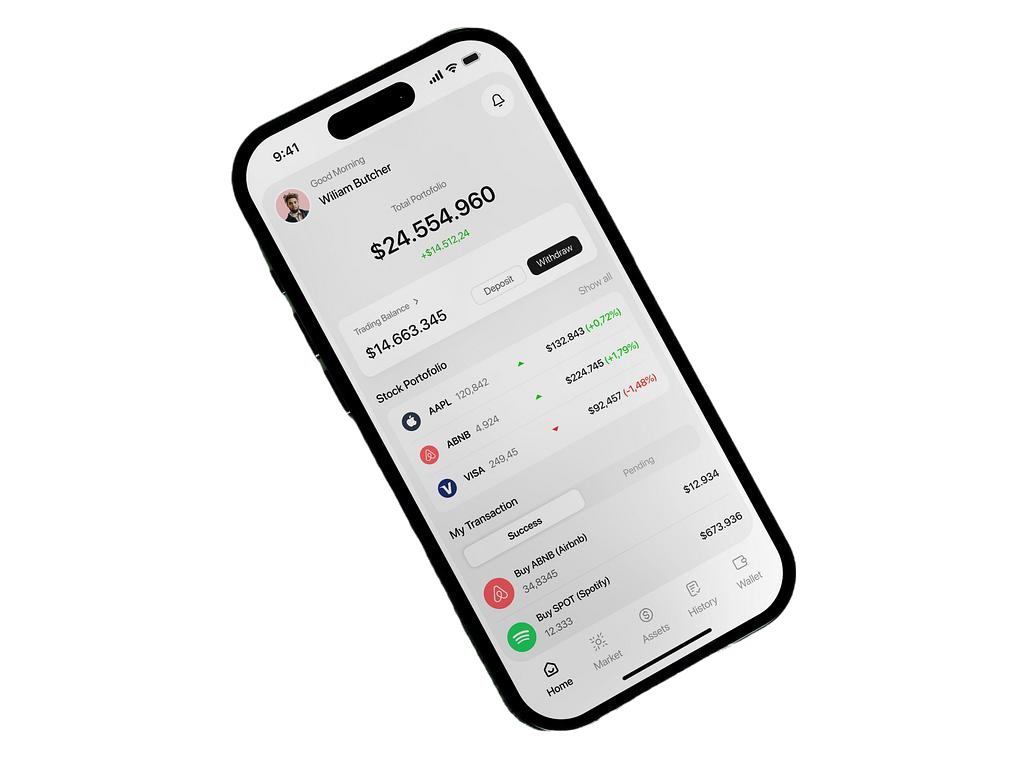 9:41
Good Morning
Wiliam Butcher
Total Portofolio
$24.554.960
+$14.512,24
Trading Balance
$14.663.345
Deposit
Withdraw
Stock Portofolio
Show all
AAPL 120,842 $132.843 (+0,72%)
ABNB 4.924 $224.745 (+1,79%)
VISA 249,45 $92,457 (-1,48%)
My Transaction
Success
Pending
Buy ABNB (Airbnb) $12.934
34,8345
Buy SPOT (Spotify) $673.936
12.333
Home
Market
Assets
History
Wallet